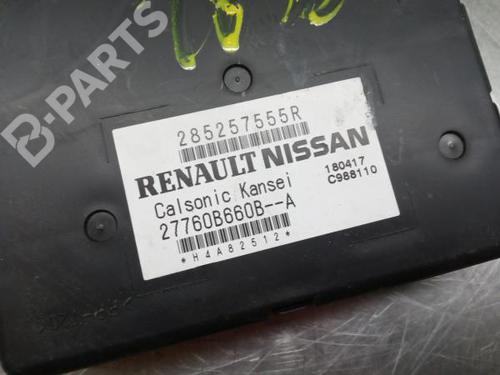 B-PARTS
285257555R
RENAULT NISSAN
Calsonic Kansei
180417
C988110
27760B660B--A
*H4A82512*